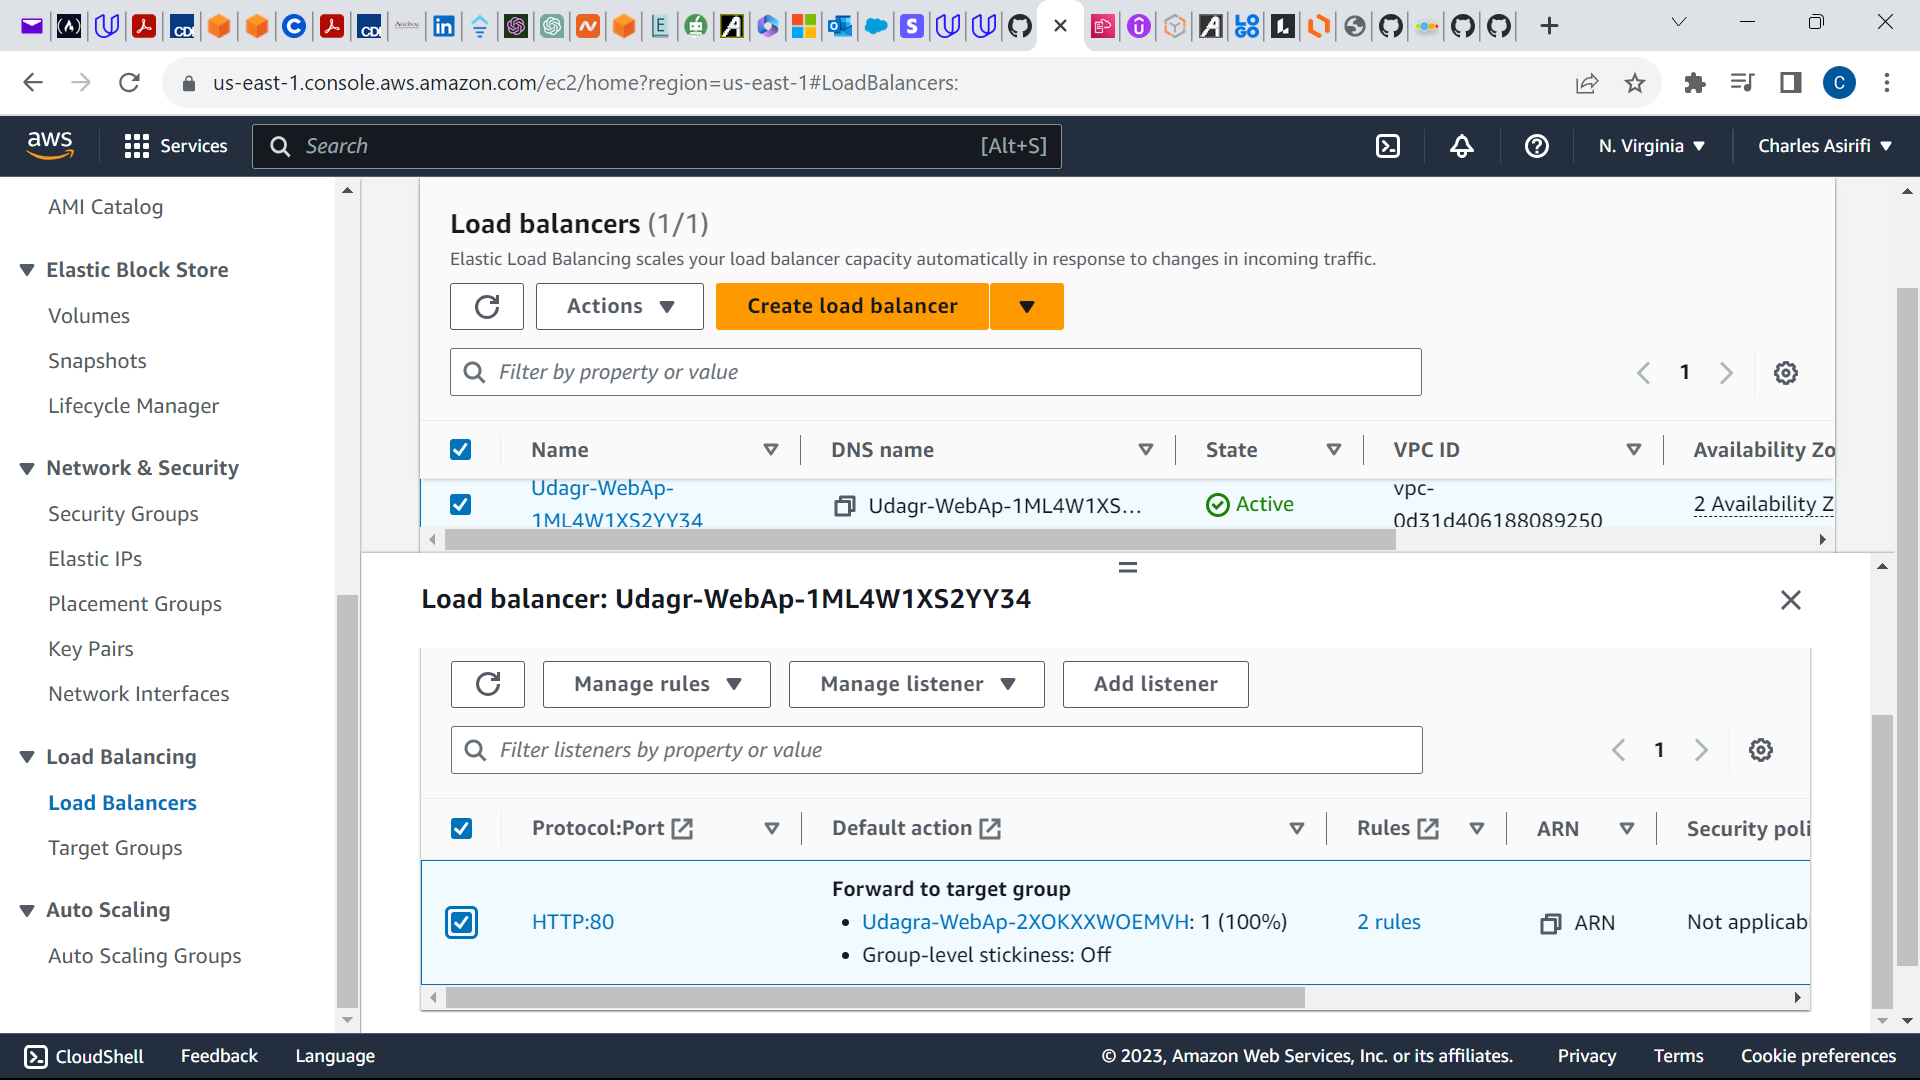 us-east-1.console.aws.amazon.com/ec2/home?region=us-east-1#LoadBalancers:
C
aws
Services
Search
[Alt+S]
N. Virginia
Charles Asirifi
AMI Catalog
Elastic Block Store
Volumes
Snapshots
Lifecycle Manager
Network & Security
Security Groups
Elastic IPs
Placement Groups
Key Pairs
Network Interfaces
Load Balancing
Load Balancers
Target Groups
Auto Scaling
Auto Scaling Groups
Load balancers (1/1)
Elastic Load Balancing scales your load balancer capacity automatically in response to changes in incoming traffic.
Actions
Create load balancer
Filter by property or value
1
Name
DNS name
State
VPC ID
Availability Zo
Udagr-WebAp-
1ML4W1XS2YY34
Udagr-WebAp-1ML4W1XS...
Active
vpc-
0d31d406188089250
2 Availability Z
Load balancer: Udagr-WebAp-1ML4W1XS2YY34
Manage rules
Manage listener
Add listener
Filter listeners by property or value
1
Protocol:Port
Default action
Rules
ARN
Security poli
HTTP:80
Forward to target group
• Udagra-WebAp-2XOKXXWOEMVH: 1 (100%)
• Group-level stickiness: Off
2 rules
ARN
Not applicabl
CloudShell
Feedback
Language
© 2023, Amazon Web Services, Inc. or its affiliates.
Privacy
Terms
Cookie preferences